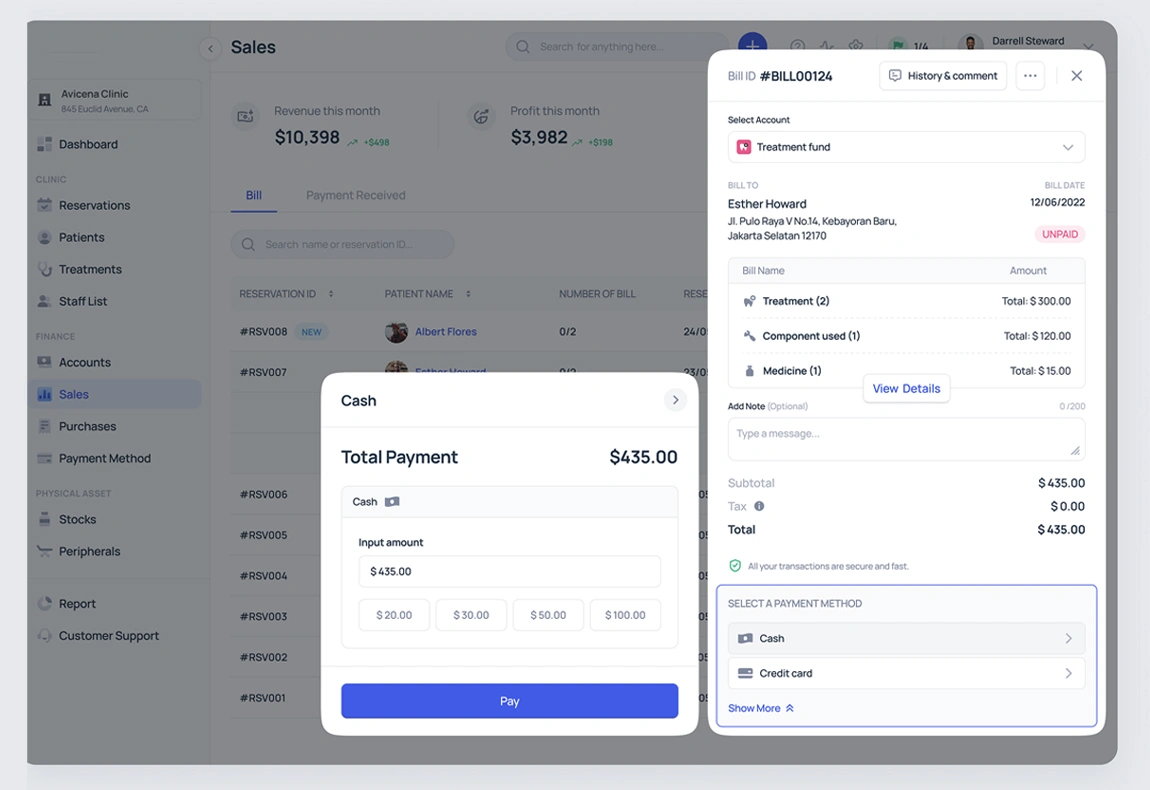 Sales
Search for anything here...
1/4
Darrell Steward
Avicena Clinic
845 Euclid Avenue, CA
Dashboard
CLINIC
Reservations
Patients
Treatments
Staff List
FINANCE
Accounts
Sales
Purchases
Payment Method
PHYSICAL ASSET
Stocks
Peripherals
Report
Customer Support
Revenue this month
$10,398 +$498
Profit this month
$3,982 +$198
Bill Payment Received
Search name or reservation ID...
RESERVATION ID PATIENT NAME NUMBER OF BILL
#RSV008 NEW Albert Flores 0/2
#RSV007 Esther Howard 0/2
#RSV006
#RSV005
#RSV004
#RSV003
#RSV002
#RSV001
Cash
Total Payment $435.00
Cash
Input amount
$ 435.00
$ 20.00 $ 30.00 $ 50.00 $ 100.00
Pay
Bill ID #BILL00124 History & comment
Select Account
Treatment fund
BILL TO BILL DATE
Esther Howard 12/06/2022
Jl. Pulo Raya V No.14, Kebayoran Baru,
Jakarta Selatan 12170
UNPAID
Bill Name Amount
Treatment (2) Total: $ 300.00
Component used (1) Total: $ 120.00
Medicine (1) Total: $ 15.00
View Details
Add Note (Optional) 0 /200
Type a message...
Subtotal $ 435.00
Tax $ 0.00
Total $ 435.00
All your transactions are secure and fast.
SELECT A PAYMENT METHOD
Cash
Credit card
Show More